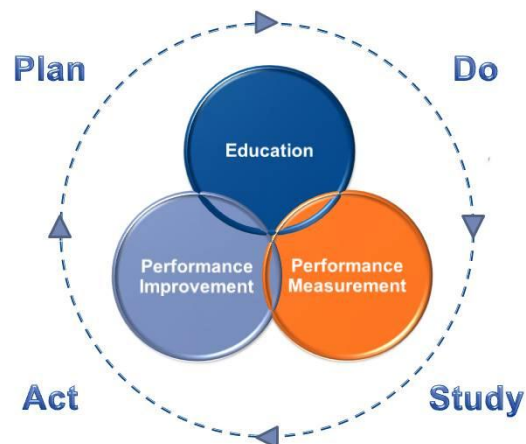 Plan
Do
Education
Performance
Improvement
Performance
Measurement
Act
Study